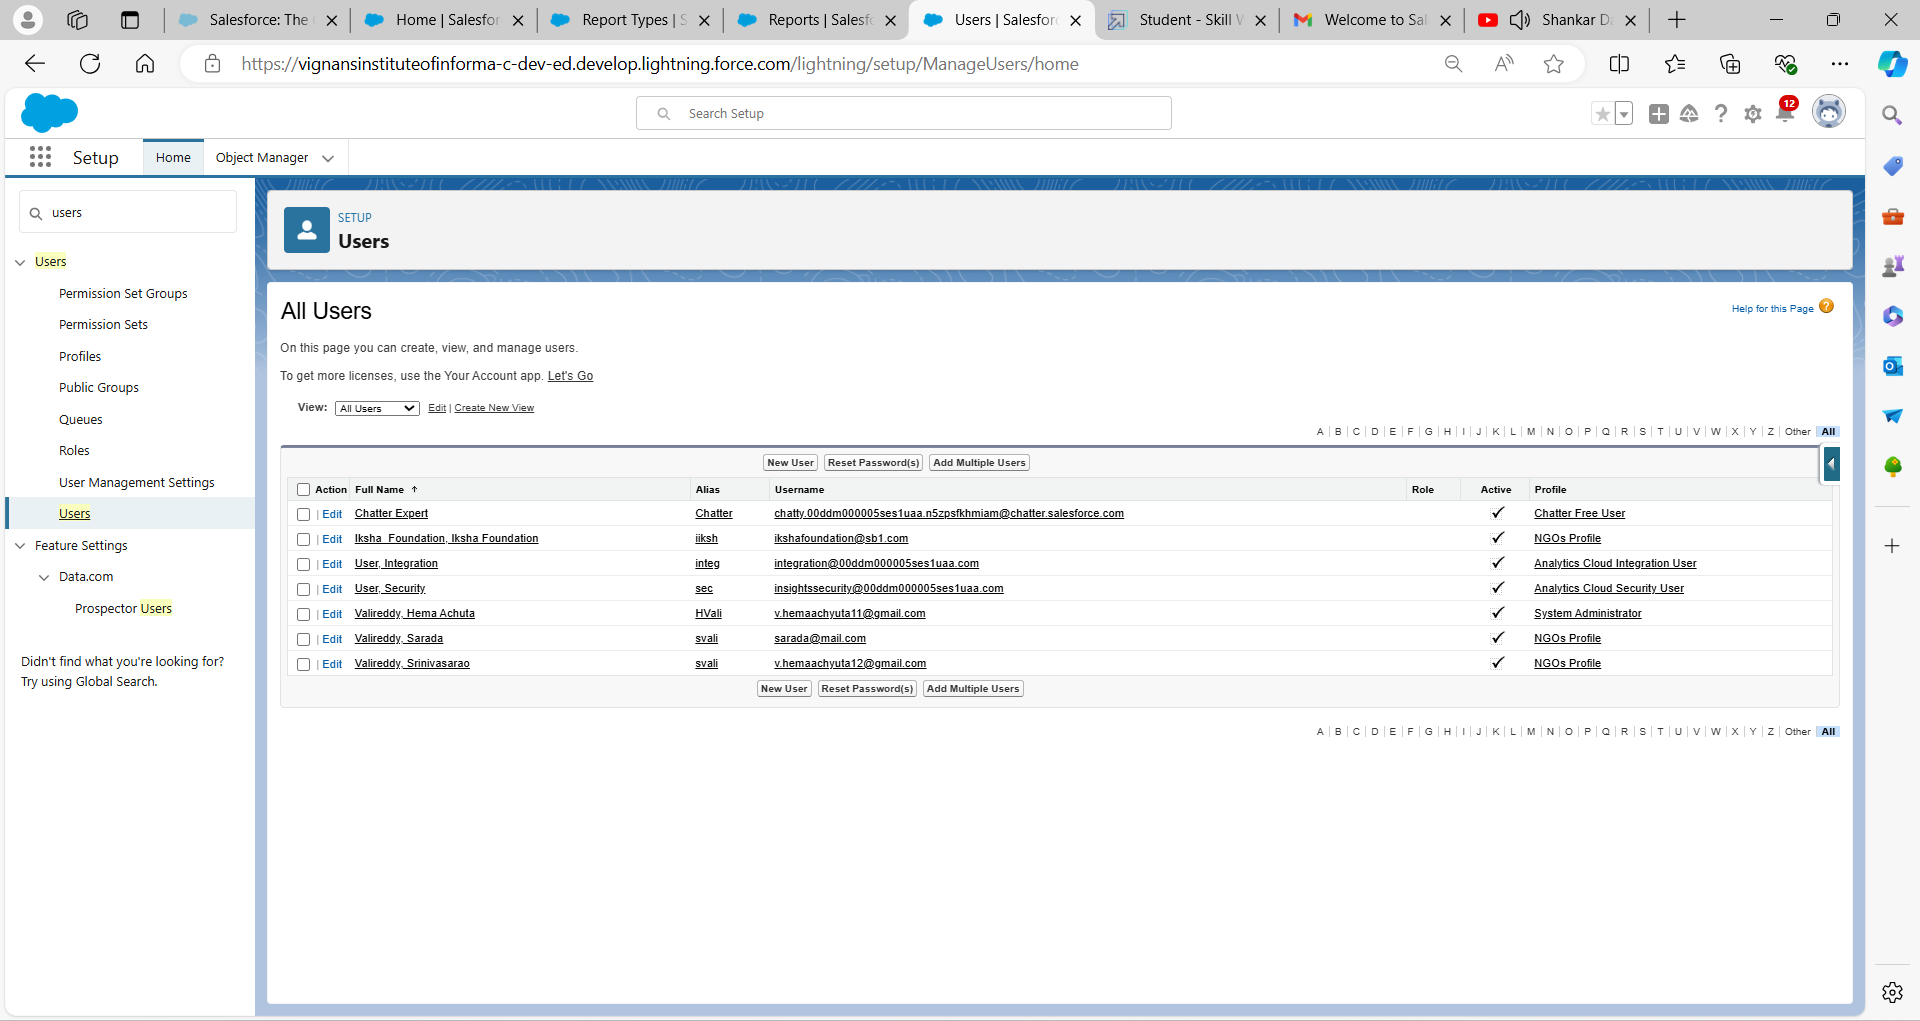 Salesforce: The
Home | Salesfor
Report Types | S
Reports | Salesf
Users | Salesforc
Student - Skill
Welcome to Sal
Shankar D
https://vignansinstituteofinforma-c-dev-ed.develop.lightning.force.com/lightning/setup/ManageUsers/home
Search Setup
12
Setup
Home
Object Manager
users
SETUP
Users
Users
Permission Set Groups
Permission Sets
Profiles
Public Groups
Queues
Roles
User Management Settings
Users
Feature Settings
Data.com
Prospector Users
Didn't find what you're looking for?
Try using Global Search.
All Users
Help for this Page
On this page you can create, view, and manage users.
To get more licenses, use the Your Account app. Let's Go
View: All Users Edit | Create New View
A | B | C | D | E | F | G | H | I | J | K | L | M | N | O | P | Q | R | S | T | U | V | W | X | Y | Z | Other | All
New User Reset Password(s) Add Multiple Users
Action Full Name ↑ Alias Username Role Active Profile
| Edit Chatter Expert Chatter chatty.00ddm000005ses1uaa.n5zpsfkhmiam@chatter.salesforce.com ✓ Chatter Free User
| Edit Iksha Foundation, Iksha Foundation iiksh ikshafoundation@sb1.com ✓ NGOs Profile
| Edit User, Integration integ integration@00ddm000005ses1uaa.com ✓ Analytics Cloud Integration User
| Edit User, Security sec insightssecurity@00ddm000005ses1uaa.com ✓ Analytics Cloud Security User
| Edit Valireddy, Hema Achuta HVali v.hemaachyuta11@gmail.com ✓ System Administrator
| Edit Valireddy, Sarada svali sarada@mail.com ✓ NGOs Profile
| Edit Valireddy, Srinivasarao svali v.hemaachyuta12@gmail.com ✓ NGOs Profile
New User Reset Password(s) Add Multiple Users
A | B | C | D | E | F | G | H | I | J | K | L | M | N | O | P | Q | R | S | T | U | V | W | X | Y | Z | Other | All